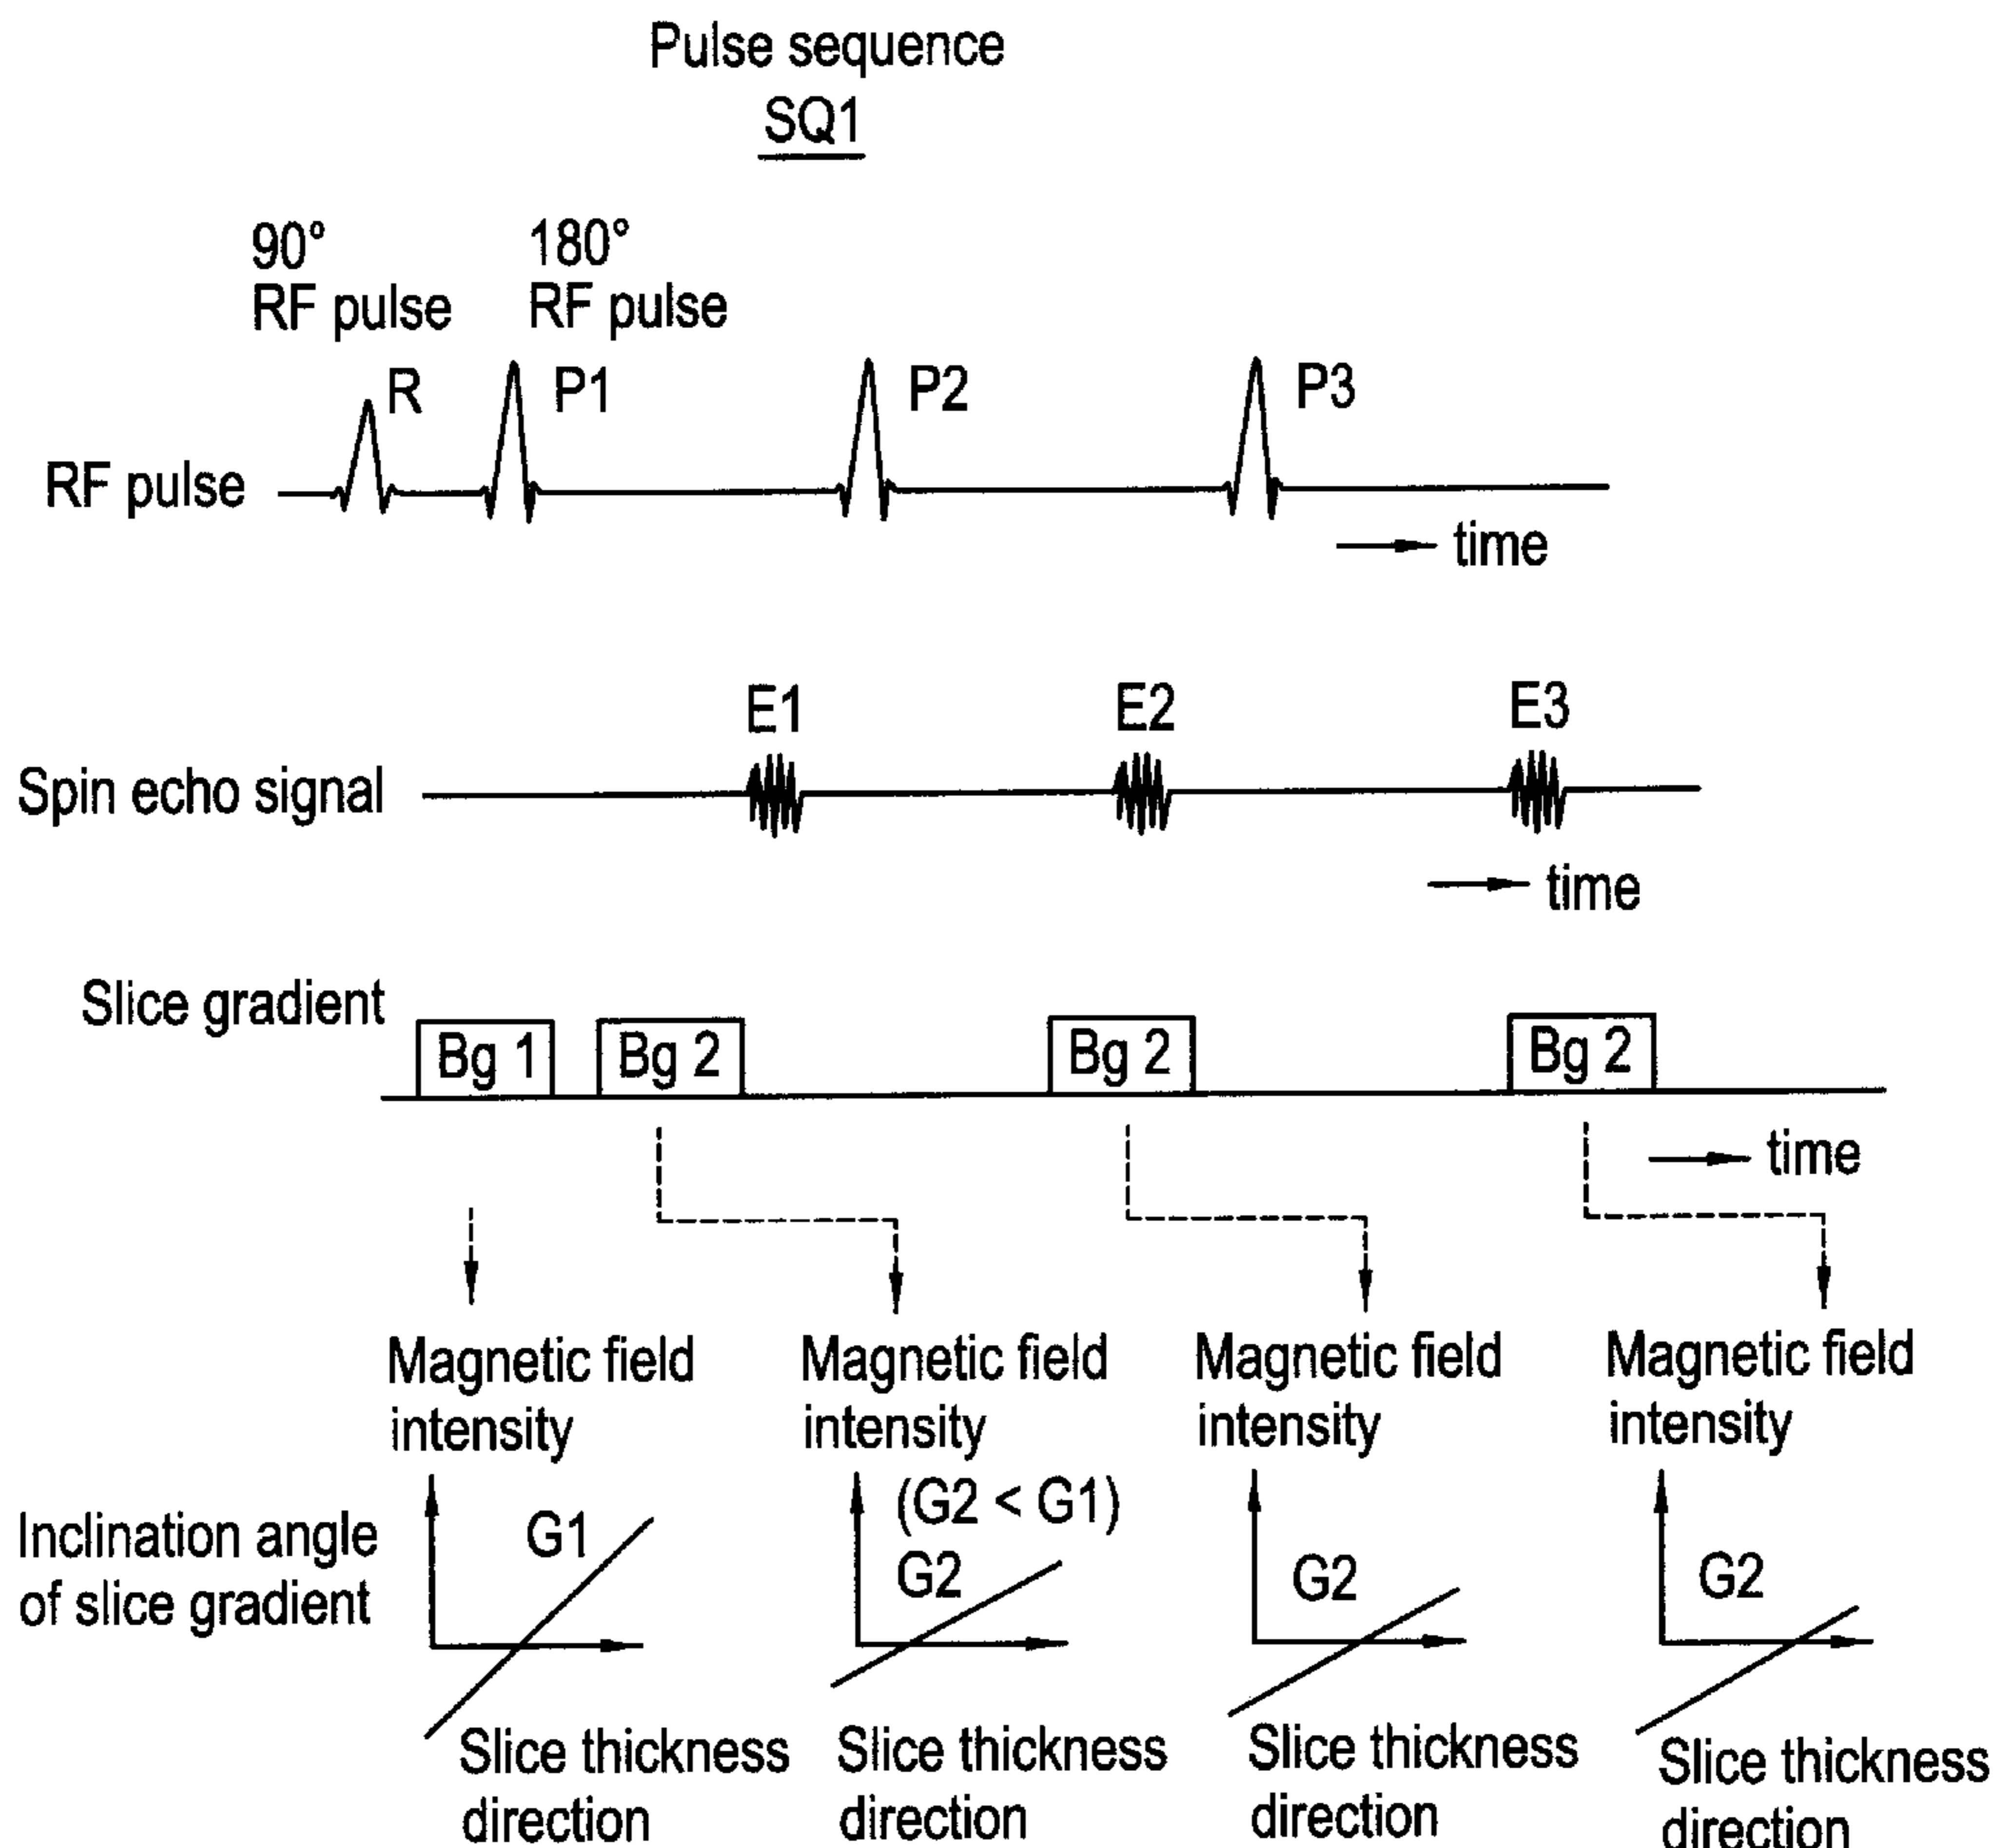 Pulse sequence
SQ1
90°
RF pulse
180°
RF pulse
R
P1
P2
P3
RF pulse
time
E1
E2
E3
Spin echo signal
time
Slice gradient
Bg 1
Bg 2
Bg 2
Bg 2
time
Magnetic field
intensity
Magnetic field
intensity
Magnetic field
intensity
Magnetic field
intensity
(G2 < G1)
Inclination angle
of slice gradient
G1
G2
G2
G2
Slice thickness
direction
Slice thickness
direction
Slice thickness
direction
Slice thickness
direction